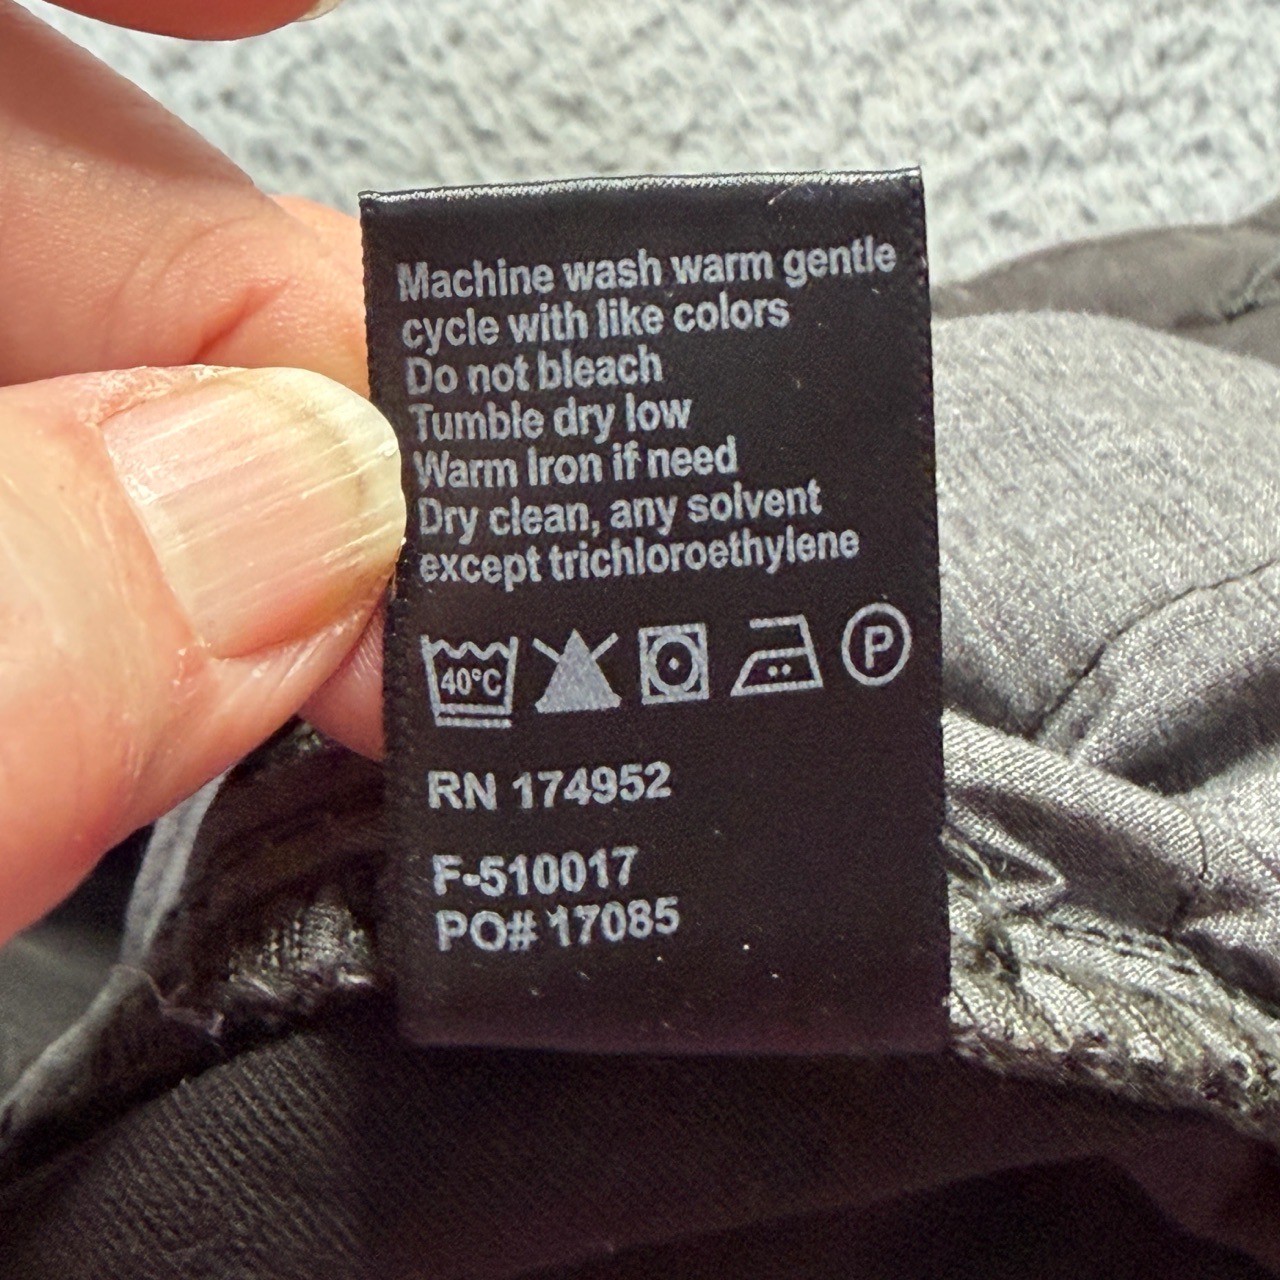 Machine wash warm gentle
cycle with like colors
Do not bleach
Tumble dry low
Warm Iron if need
Dry clean, any solvent
except trichloroethylene
40°C P
RN 174952
F-510017
PO# 17085